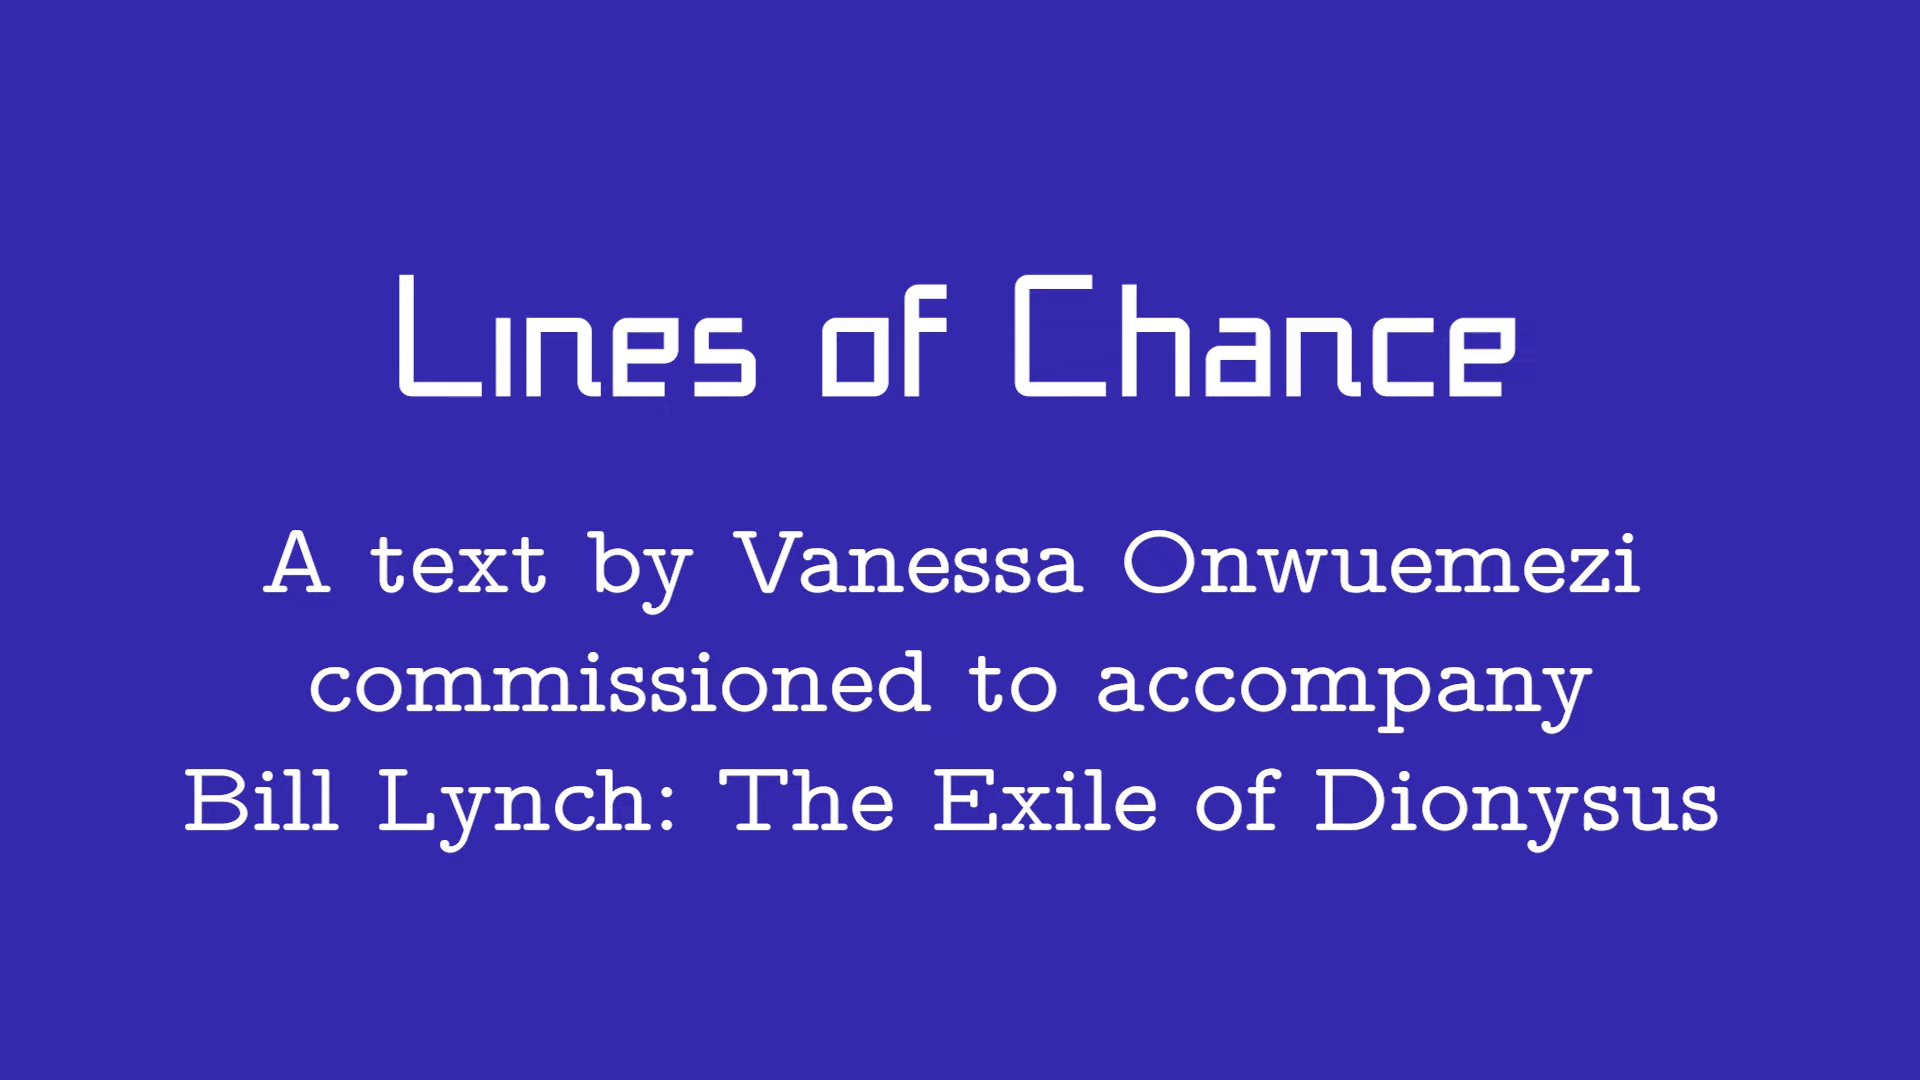 Lines of Chance
A text by Vanessa Onwuemezi
commissioned to accompany
Bill Lynch: The Exile of Dionysus